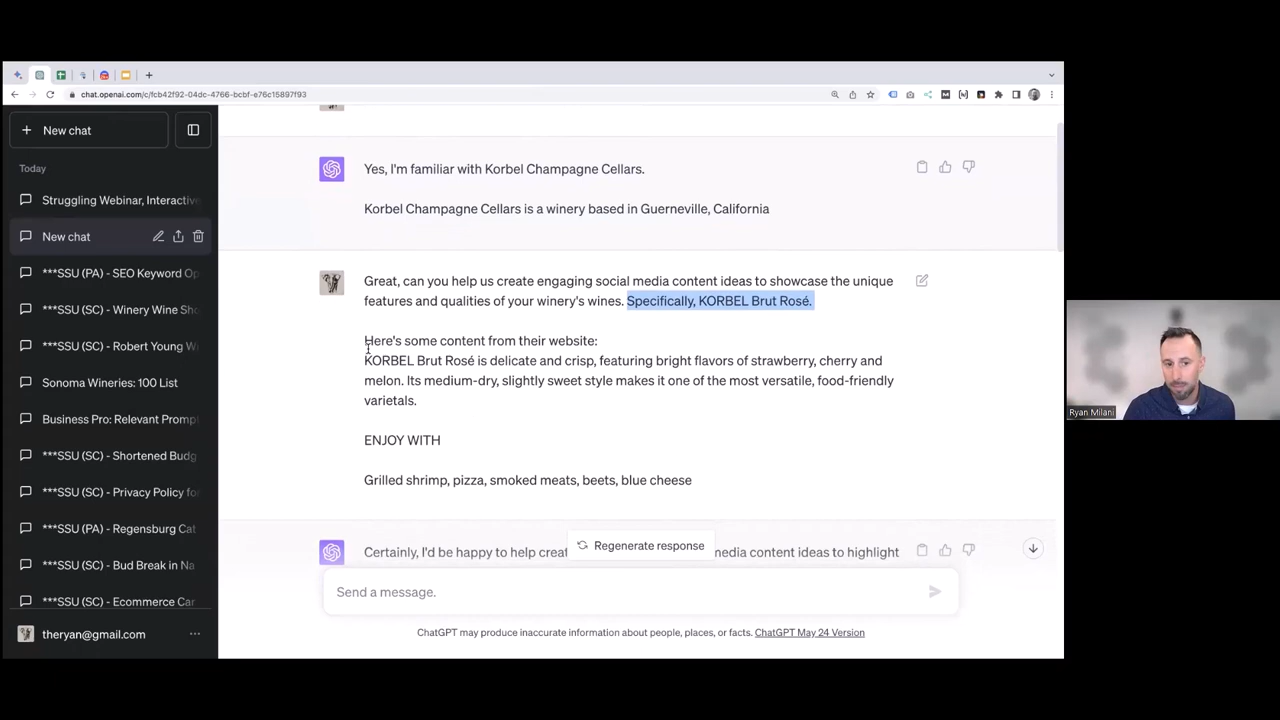 chat.openai.com/c/fcb42f92-04dc-4766-bcbf-e76c15897f93
New chat
Today
Struggling Webinar, Interactiv
New chat
***SSU (PA) - SEO Keyword Op
***SSU (SC) - Winery Wine Sho
***SSU (SC) - Robert Young W
Sonoma Wineries: 100 List
Business Pro: Relevant Promp
***SSU (SC) - Shortened Budg
***SSU (SC) - Privacy Policy fo
***SSU (PA) - Regensburg Cat
***SSU (SC) - Bud Break in Na
***SSU (SC) - Ecommerce Car
theryan@gmail.com
Yes, I'm familiar with Korbel Champagne Cellars.
Korbel Champagne Cellars is a winery based in Guerneville, California
Great, can you help us create engaging social media content ideas to showcase the unique
features and qualities of your winery's wines. Specifically, KORBEL Brut Rosé.
Here's some content from their website:
KORBEL Brut Rosé is delicate and crisp, featuring bright flavors of strawberry, cherry and
melon. Its medium-dry, slightly sweet style makes it one of the most versatile, food-friendly
varietals.
ENJOY WITH
Grilled shrimp, pizza, smoked meats, beets, blue cheese
Certainly, I'd be happy to help creat media content ideas to highlight
Regenerate response
Send a message.
ChatGPT may produce inaccurate information about people, places, or facts. ChatGPT May 24 Version
Ryan Milani